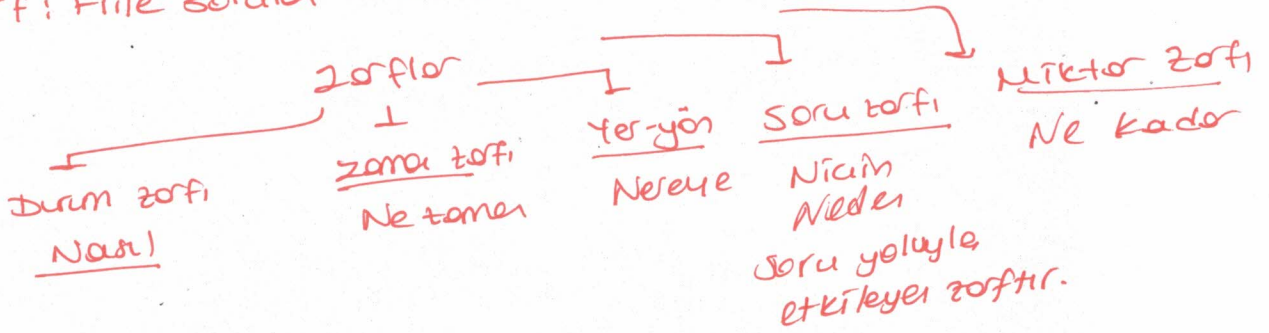 Zarflar
Durum zarfı
Nasıl
Zaman zarfı
Ne zaman
Yer-yön
Nereye
Soru zarfı
Niçin
Neden
Soru yoluyla
etkileyen zarftır.
Miktar zarfı
Ne kadar